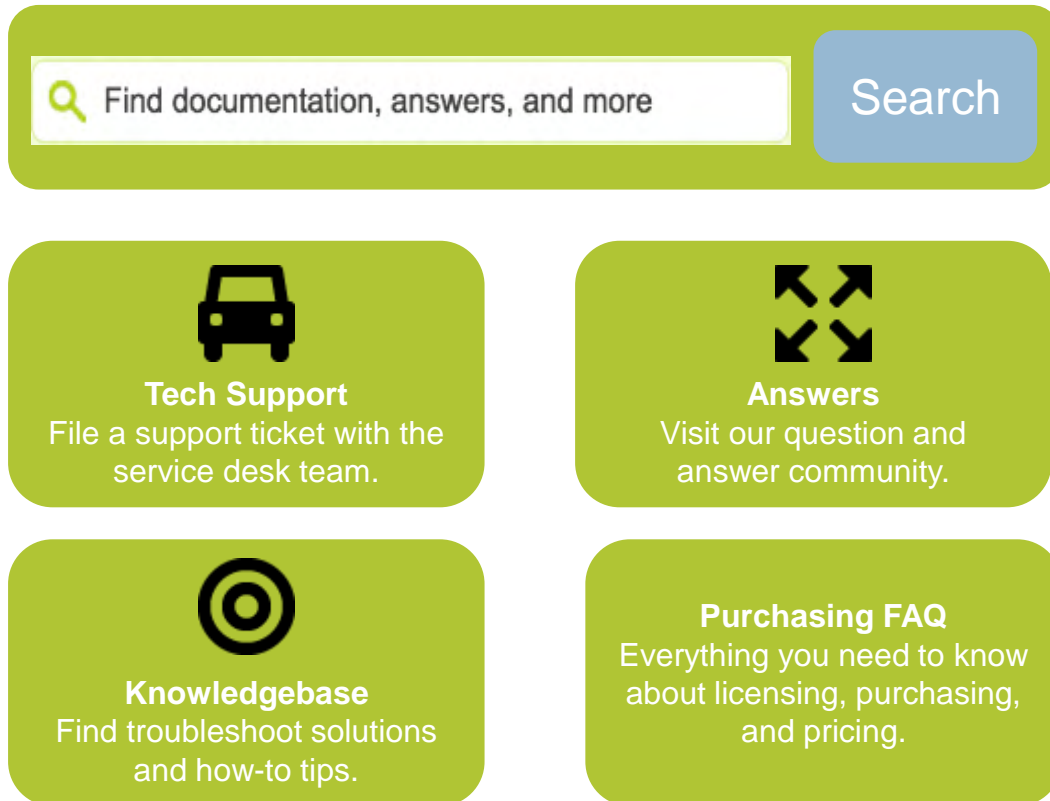 Find documentation, answers, and more
Search
Tech Support
File a support ticket with the
service desk team.
Answers
Visit our question and
answer community.
Knowledgebase
Find troubleshoot solutions
and how-to tips.
Purchasing FAQ
Everything you need to know
about licensing, purchasing,
and pricing.